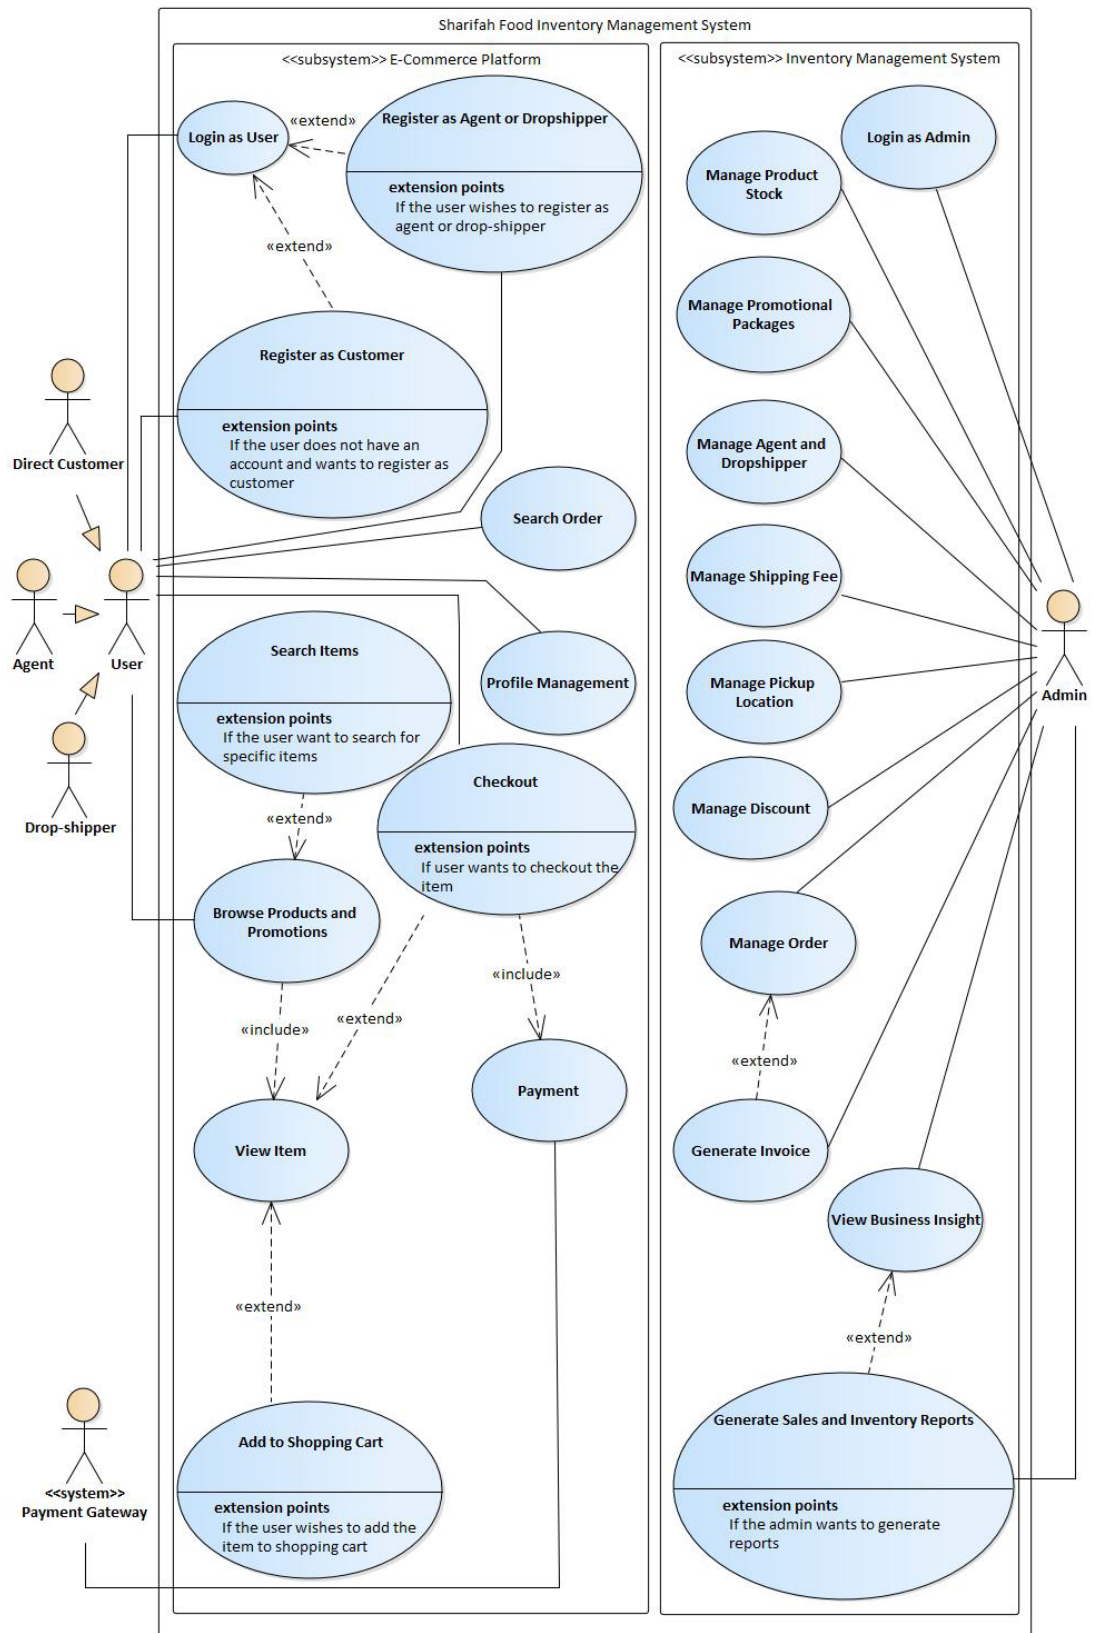 Sharifah Food Inventory Management System
<<subsystem>> E-Commerce Platform
Login as User
«extend»
Register as Agent or Dropshipper
extension points
If the user wishes to register as
agent or drop-shipper
«extend»
Register as Customer
extension points
If the user does not have an
account and wants to register as
customer
Search Order
Search Items
extension points
If the user want to search for
specific items
Profile Management
«extend»
Checkout
extension points
If user wants to checkout the
item
Browse Products and
Promotions
«include»
«extend»
«include»
Payment
View Item
«extend»
Add to Shopping Cart
extension points
If the user wishes to add the
item to shopping cart
Direct Customer
Agent
User
Drop-shipper
<<system>>
Payment Gateway
<<subsystem>> Inventory Management System
Login as Admin
Manage Product
Stock
Manage Promotional
Packages
Manage Agent and
Dropshipper
Manage Shipping Fee
Manage Pickup
Location
Manage Discount
Manage Order
«extend»
Generate Invoice
View Business Insight
«extend»
Generate Sales and Inventory Reports
extension points
If the admin wants to generate
reports
Admin